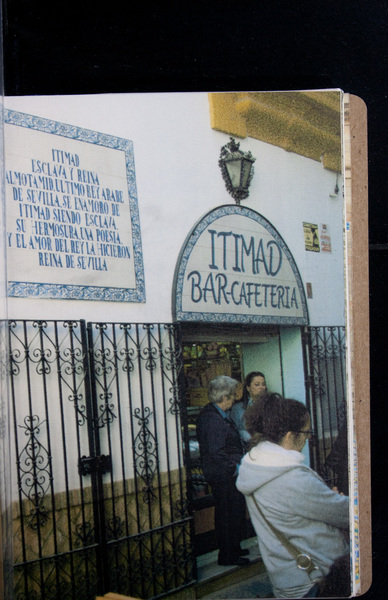 ITIMAD
ESCLAVA Y REINA
ALMOTAMID, ULTIMO REY ARABE
DE SEVILLA, SE ENAMORO DE
ITIMAD SIENDO ESCLAVA,
SU HERMOSURA, LA POESIA
Y EL AMOR DEL REY LA HICIERON
REINA DE SEVILLA
ITIMAD
BAR-CAFETERIA